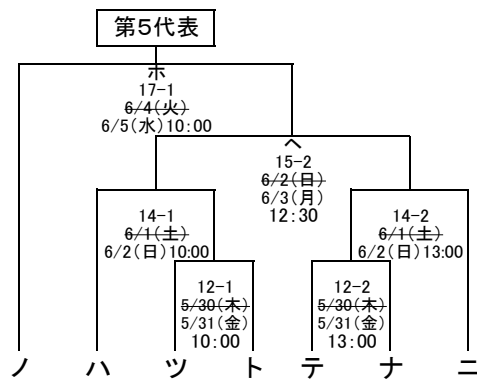 第5代表
ホ
17-1
6/4(火)
6/5(水)10:00
ヘ
15-2
6/2(日)
6/3(月)
12:30
14-1
6/1(土)
6/2(日)10:00
14-2
6/1(土)
6/2(日)13:00
12-1
5/30(木)
5/31(金)
10:00
12-2
5/30(木)
5/31(金)
13:00
ノ ハ ツ ト テ ナ ニ